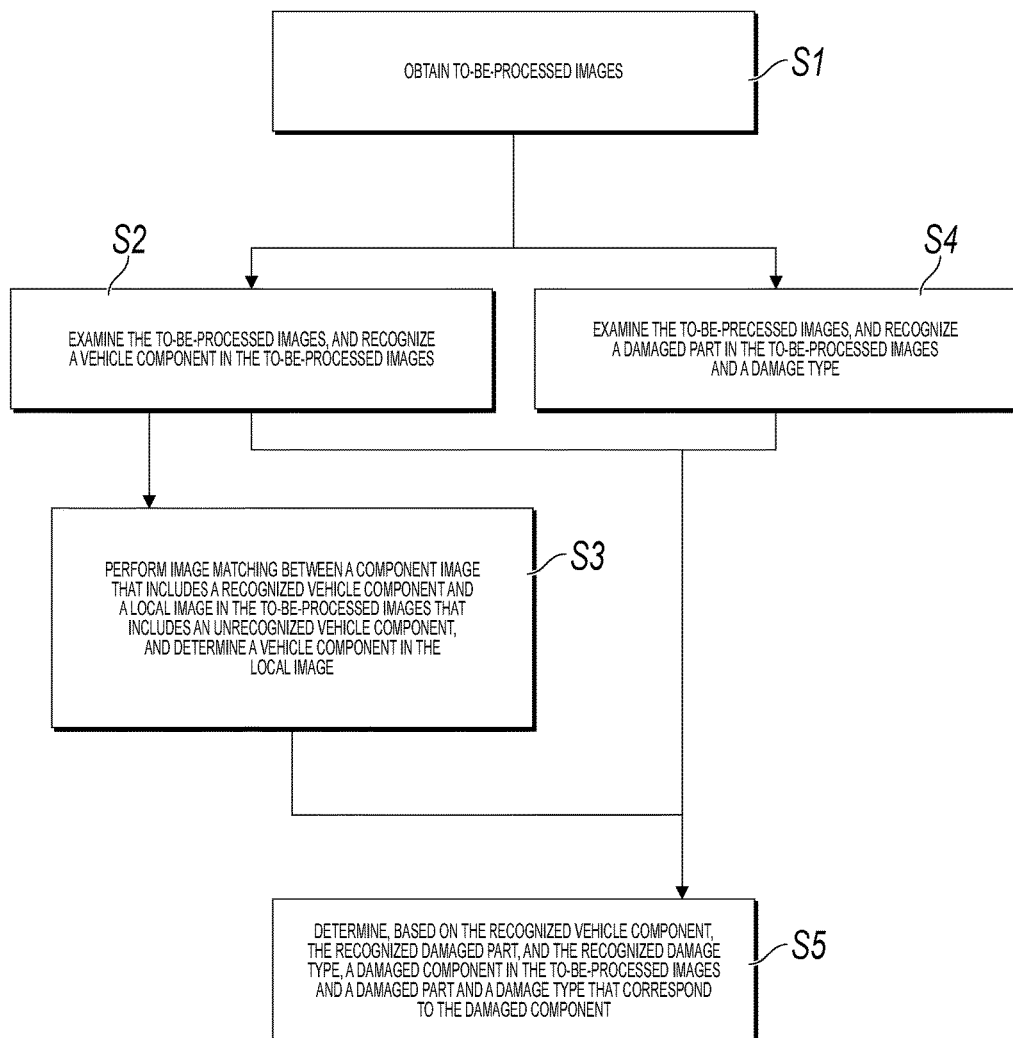 OBTAIN TO-BE-PROCESSED IMAGES
S1
S2
EXAMINE THE TO-BE-PROCESSED IMAGES, AND RECOGNIZE
A VEHICLE COMPONENT IN THE TO-BE-PROCESSED IMAGES
S4
EXAMINE THE TO-BE-PRECESSED IMAGES, AND RECOGNIZE
A DAMAGED PART IN THE TO-BE-PROCESSED IMAGES
AND A DAMAGE TYPE
PERFORM IMAGE MATCHING BETWEEN A COMPONENT IMAGE
THAT INCLUDES A RECOGNIZED VEHICLE COMPONENT AND
A LOCAL IMAGE IN THE TO-BE-PROCESSED IMAGES THAT
INCLUDES AN UNRECOGNIZED VEHICLE COMPONENT,
AND DETERMINE A VEHICLE COMPONENT IN THE
LOCAL IMAGE
S3
DETERMINE, BASED ON THE RECOGNIZED VEHICLE COMPONENT,
THE RECOGNIZED DAMAGED PART, AND THE RECOGNIZED DAMAGE
TYPE, A DAMAGED COMPONENT IN THE TO-BE-PROCESSED IMAGES
AND A DAMAGED PART AND A DAMAGE TYPE THAT CORRESPOND
TO THE DAMAGED COMPONENT
S5